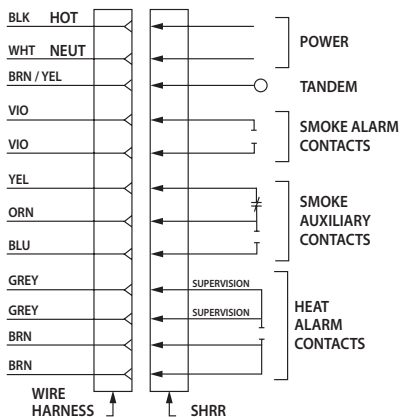 BLK HOT
WHT NEUT
BRN / YEL
VIO
VIO
YEL
ORN
BLU
GREY
GREY
BRN
BRN
WIRE
HARNESS
SHRR
SUPERVISION
SUPERVISION
POWER
TANDEM
SMOKE ALARM
CONTACTS
SMOKE
AUXILIARY
CONTACTS
HEAT
ALARM
CONTACTS